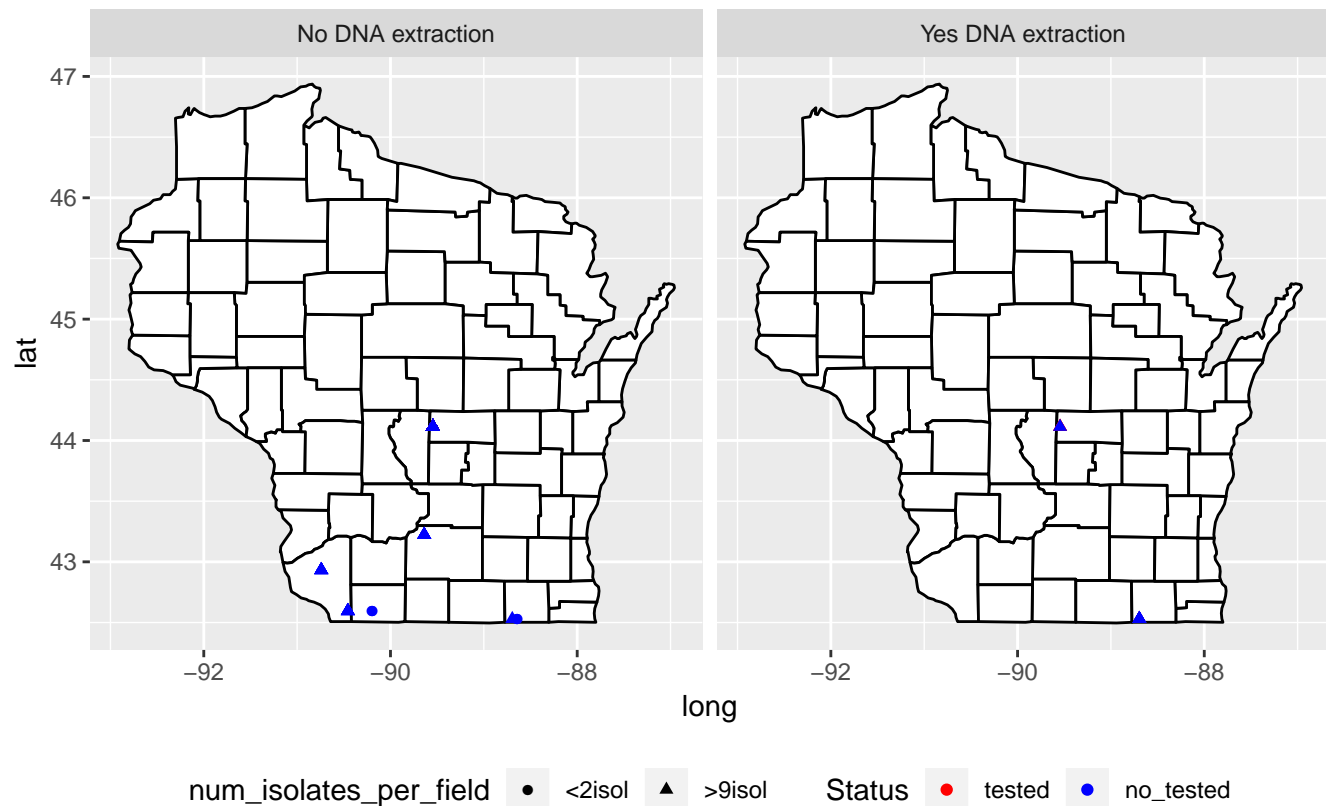 No DNA extraction
Yes DNA extraction
47
46
45
44
43
lat
−92
−90
−88
−92
−90
−88
long
num_isolates_per_field <2isol >9isol Status tested no_tested